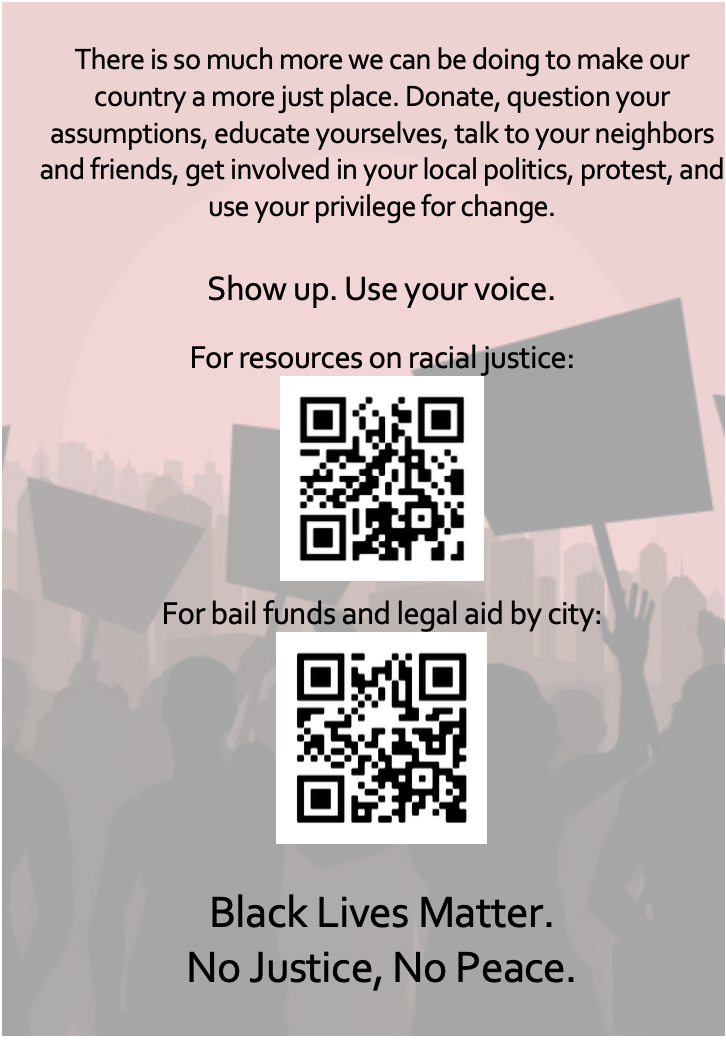 There is so much more we can be doing to make our
country a more just place. Donate, question your
assumptions, educate yourselves, talk to your neighbors
and friends, get involved in your local politics, protest, and
use your privilege for change.
Show up. Use your voice.
For resources on racial justice:
For bail funds and legal aid by city:
Black Lives Matter.
No Justice, No Peace.